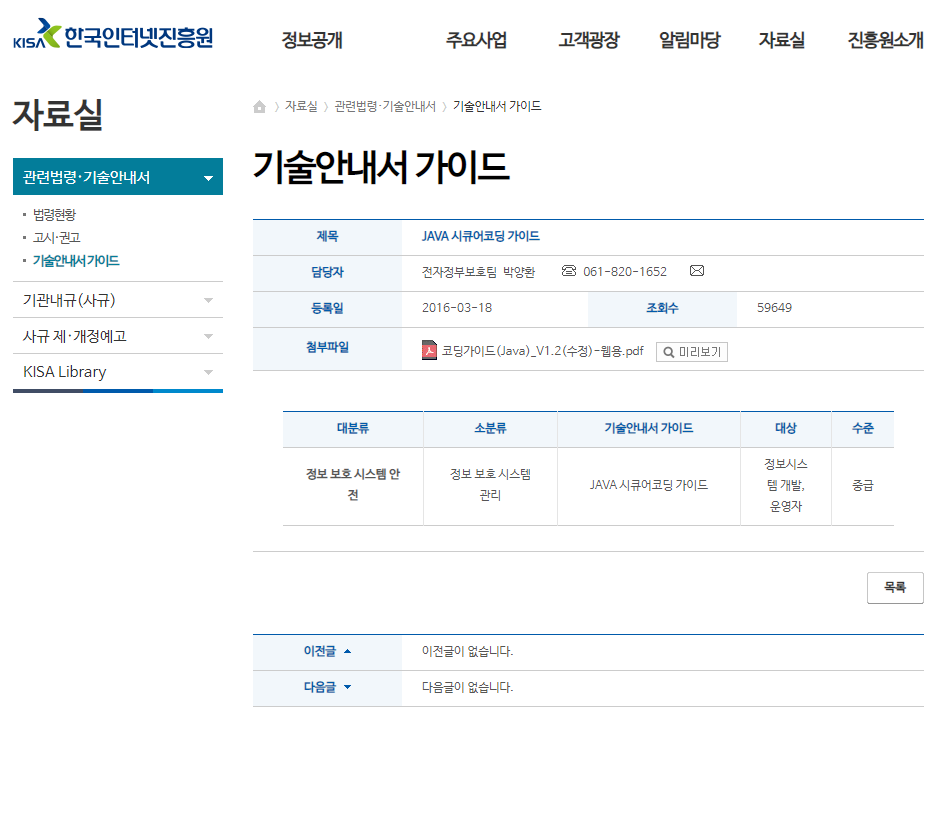 KISA 한국인터넷진흥원
정보공개 주요사업 고객광장 알림마당 자료실 진흥원소개
자료실
관련법령·기술안내서
법령현황
고시·권고
기술안내서 가이드
기관내규(사규)
사규 제·개정예고
KISA Library
자료실 관련법령·기술안내서 기술안내서 가이드
기술안내서 가이드
제목 JAVA 시큐어코딩 가이드
담당자 전자정부보호팀 박양환 061-820-1652
등록일 2016-03-18 조회수 59649
첨부파일 코딩가이드(Java)_V1.2(수정)-웹용.pdf 미리보기
대분류 소분류 기술안내서 가이드 대상 수준
정보 보호 시스템 안
전
정보 보호 시스템
관리
JAVA 시큐어코딩 가이드
정보시스
템 개발,
운영자
중급
목록
이전글 이전글이 없습니다.
다음글 다음글이 없습니다.